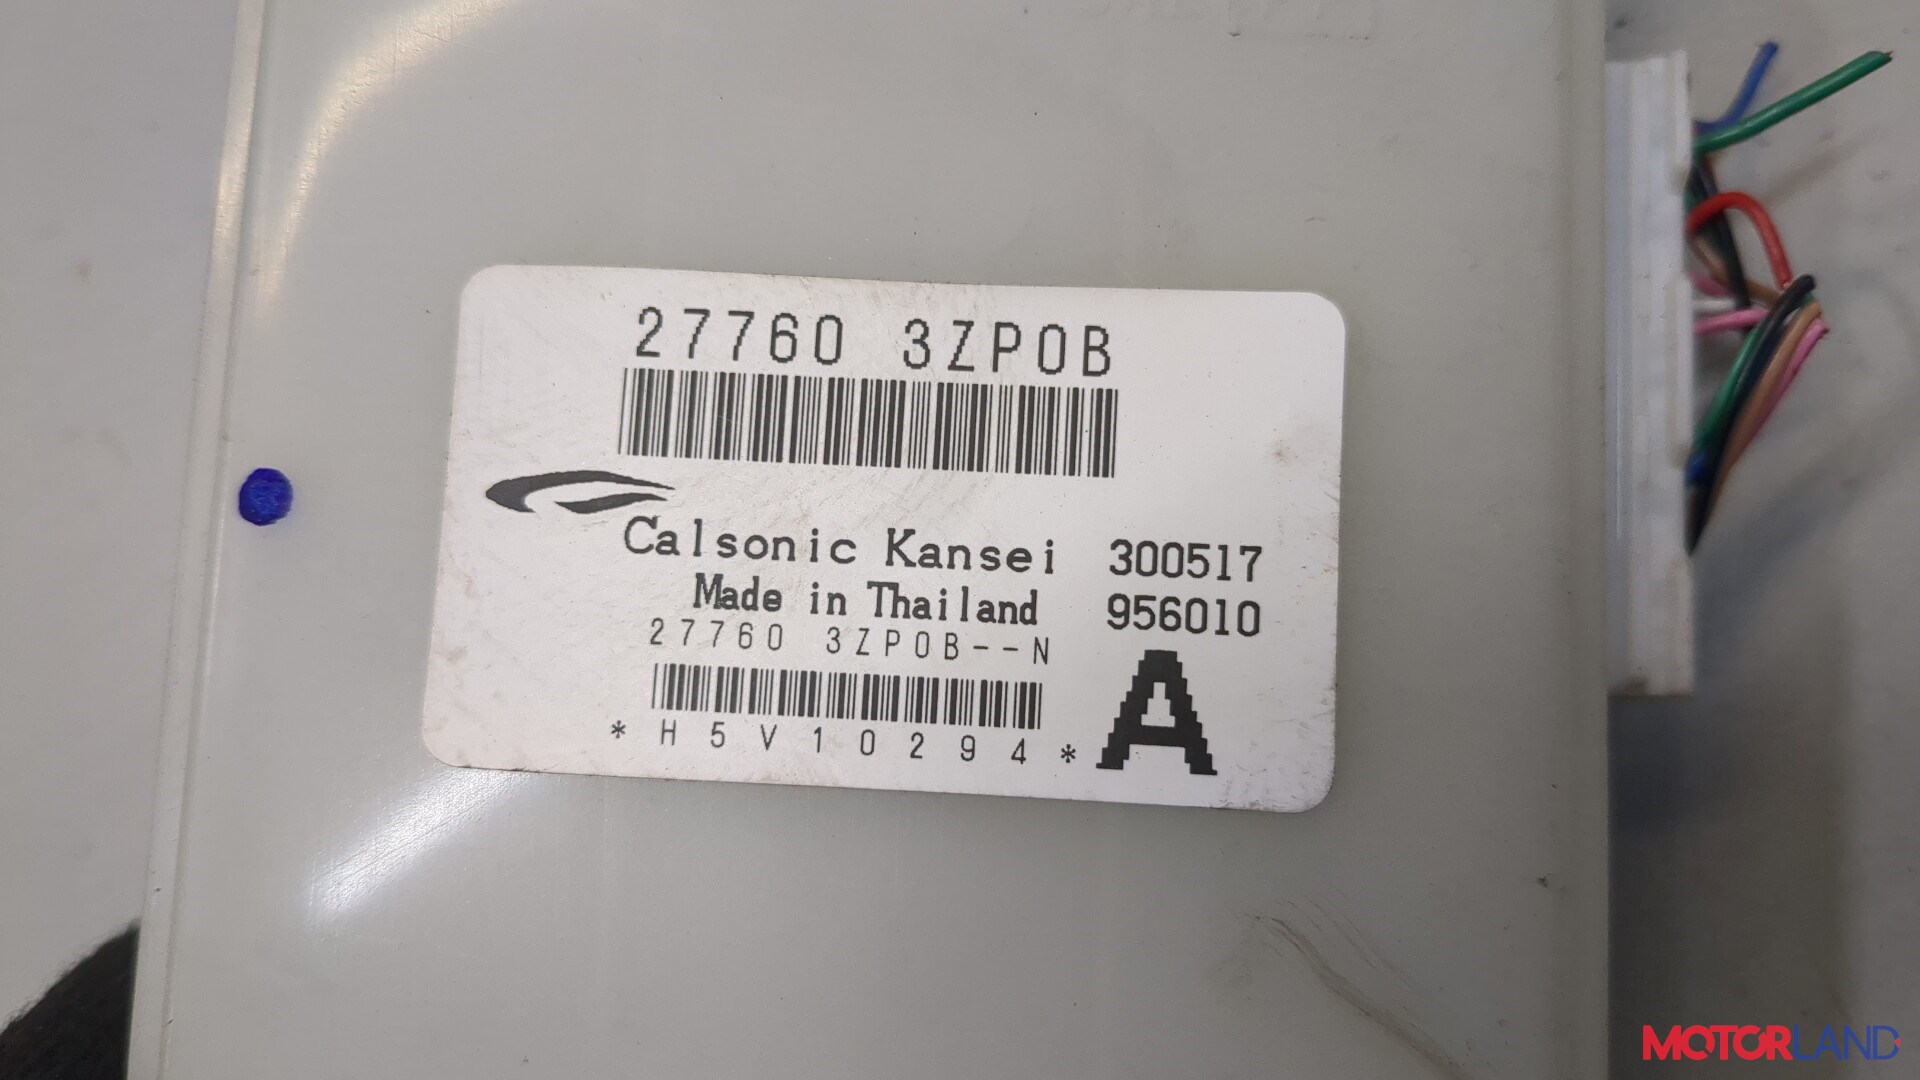 27760 3ZP0B
Calsonic Kansei 300517
Made in Thailand 956010
27760 3ZP0B--N
*H5V10294*
A
MOTORLAND